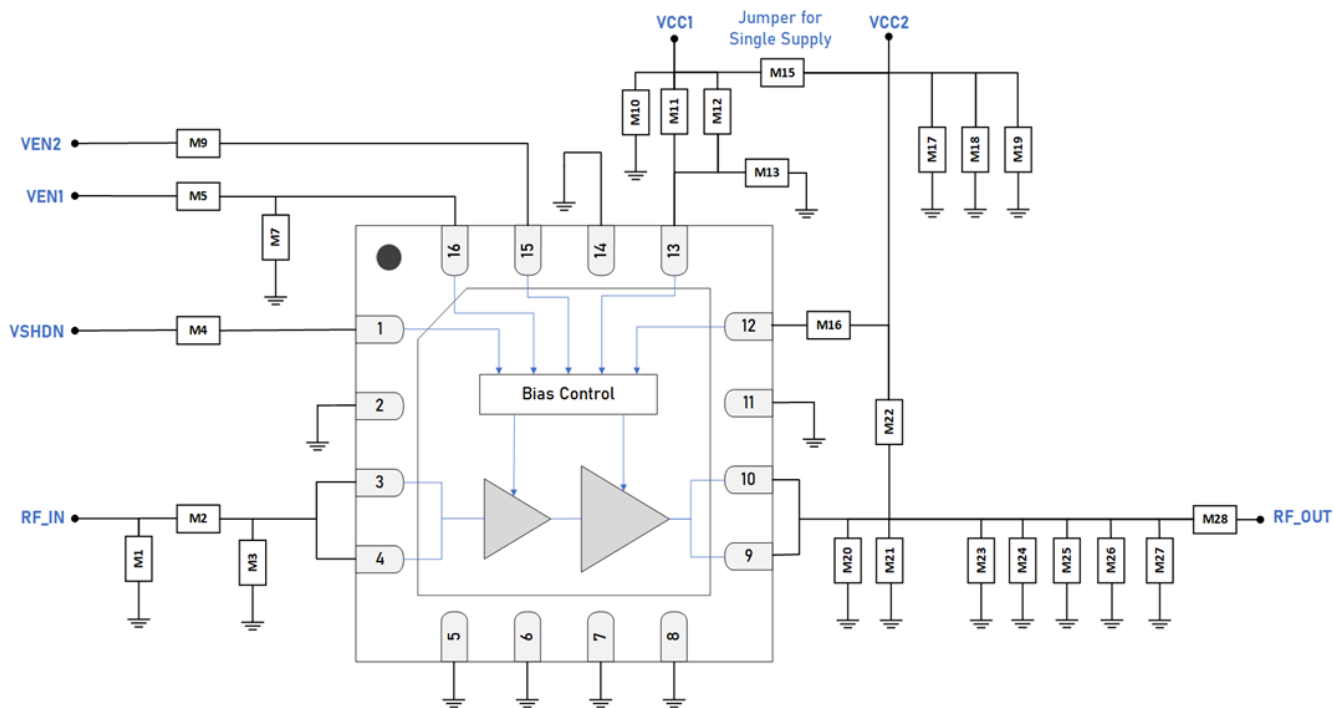 VCC1
Jumper for
Single Supply
VCC2
M15
M10
M11
M12
M17
M18
M19
VEN2
M9
M13
VEN1
M5
M7
16
15
14
13
VSHDN
M4
1
12
M16
Bias Control
2
11
M22
3
10
RF_IN
M2
M28
RF_OUT
M1
M3
4
9
M20
M21
M23
M24
M25
M26
M27
5
6
7
8